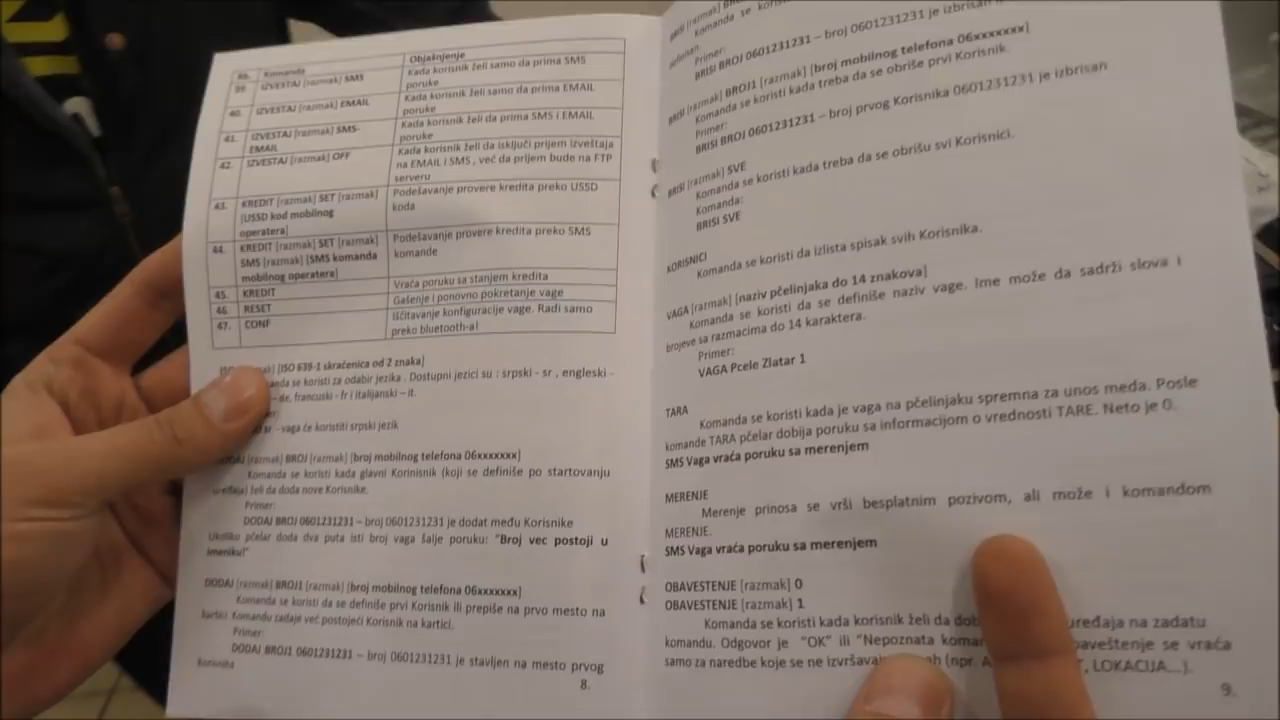 Rb. Komanda Objašnjenje
39. IZVESTAJ [razmak] SMS Kada korisnik želi samo da prima SMS
poruke
40. IZVESTAJ [razmak] EMAIL Kada korisnik želi samo da prima EMAIL
poruke
41. IZVESTAJ [razmak] SMS- Kada korisnik želi da prima SMS i EMAIL
EMAIL poruke
42. IZVESTAJ [razmak] OFF Kada korisnik želi da isključi prijem izveštaja
na EMAIL i SMS , već da prijem bude na FTP
serveru
43. KREDIT [razmak] SET [razmak] Podešavanje provere kredita preko USSD
[USSD kod mobilnog koda
operatera]
44. KREDIT [razmak] SET [razmak] Podešavanje provere kredita preko SMS
SMS [razmak] [SMS komanda komande
mobilnog operatera]
45. KREDIT Vraća poruku sa stanjem kredita
46. RESET Gašenje i ponovno pokretanje vage
47. CONF Iščitavanje konfiguracije vage. Radi samo
preko bluetooth-a!
[ISO 639-1 skraćenica od 2 znaka]
se koristi za odabir jezika . Dostupni jezici su : srpski - sr , engleski -
– de, francuski - fr i italijanski – it.
sr - vaga će koristiti srpski jezik
[razmak] BROJ [razmak] [broj mobilnog telefona 06xxxxxxx]
Komanda se koristi kada glavni Korinisnik (koji se definiše po startovanju
uređaja) želi da doda nove Korisnike.
Primer:
DODAJ BROJ 0601231231 – broj 0601231231 je dodat među Korisnike
Ukoliko pčelar doda dva puta isti broj vaga šalje poruku: "Broj vec postoji u
imeniku!"
DODAJ [razmak] BROJ1 [razmak] [broj mobilnog telefona 06xxxxxxx]
Komanda se koristi da se definiše prvi Korisnik ili prepiše na prvo mesto na
kartici. Komandu zadaje već postojeći Korisnik na kartici.
Primer:
DODAJ BROJ1 0601231231 – broj 0601231231 je stavljen na mesto prvog
Korisnika
8.
Komanda se
Primer:
BRISI BROJ 0601231231 – broj 0601231231 je izbrisan
BRISI [razmak] BROJ1 [razmak] [broj mobilnog telefona 06xxxxxxx]
Komanda se koristi kada treba da se obriše prvi Korisnik.
Primer:
BRISI BROJ 0601231231 – broj prvog Korisnika 0601231231 je izbrisan
BRISI [razmak] SVE
Komanda se koristi kada treba da se obrišu svi Korisnici.
Komanda:
BRISI SVE
KORISNICI
Komanda se koristi da izlista spisak svih Korisnika.
VAGA [razmak] [naziv pčelinjaka do 14 znakova]
Komanda se koristi da se definiše naziv vage. Ime može da sadrži slova i
brojeve sa razmacima do 14 karaktera.
Primer:
VAGA Pcele Zlatar 1
TARA
Komanda se koristi kada je vaga na pčelinjaku spremna za unos meda. Posle
komande TARA pčelar dobija poruku sa informacijom o vrednosti TARE. Neto je 0.
SMS Vaga vraća poruku sa merenjem
MERENJE
Merenje prinosa se vrši besplatnim pozivom, ali može i komandom
MERENJE.
SMS Vaga vraća poruku sa merenjem
OBAVESTENJE [razmak] 0
OBAVESTENJE [razmak] 1
Komanda se koristi kada korisnik želi da uređaja na zadatu
komandu. Odgovor je "OK" ili "Nepoznata se vraća
samo za naredbe koje se ne (npr. LOKACIJA...).
9.